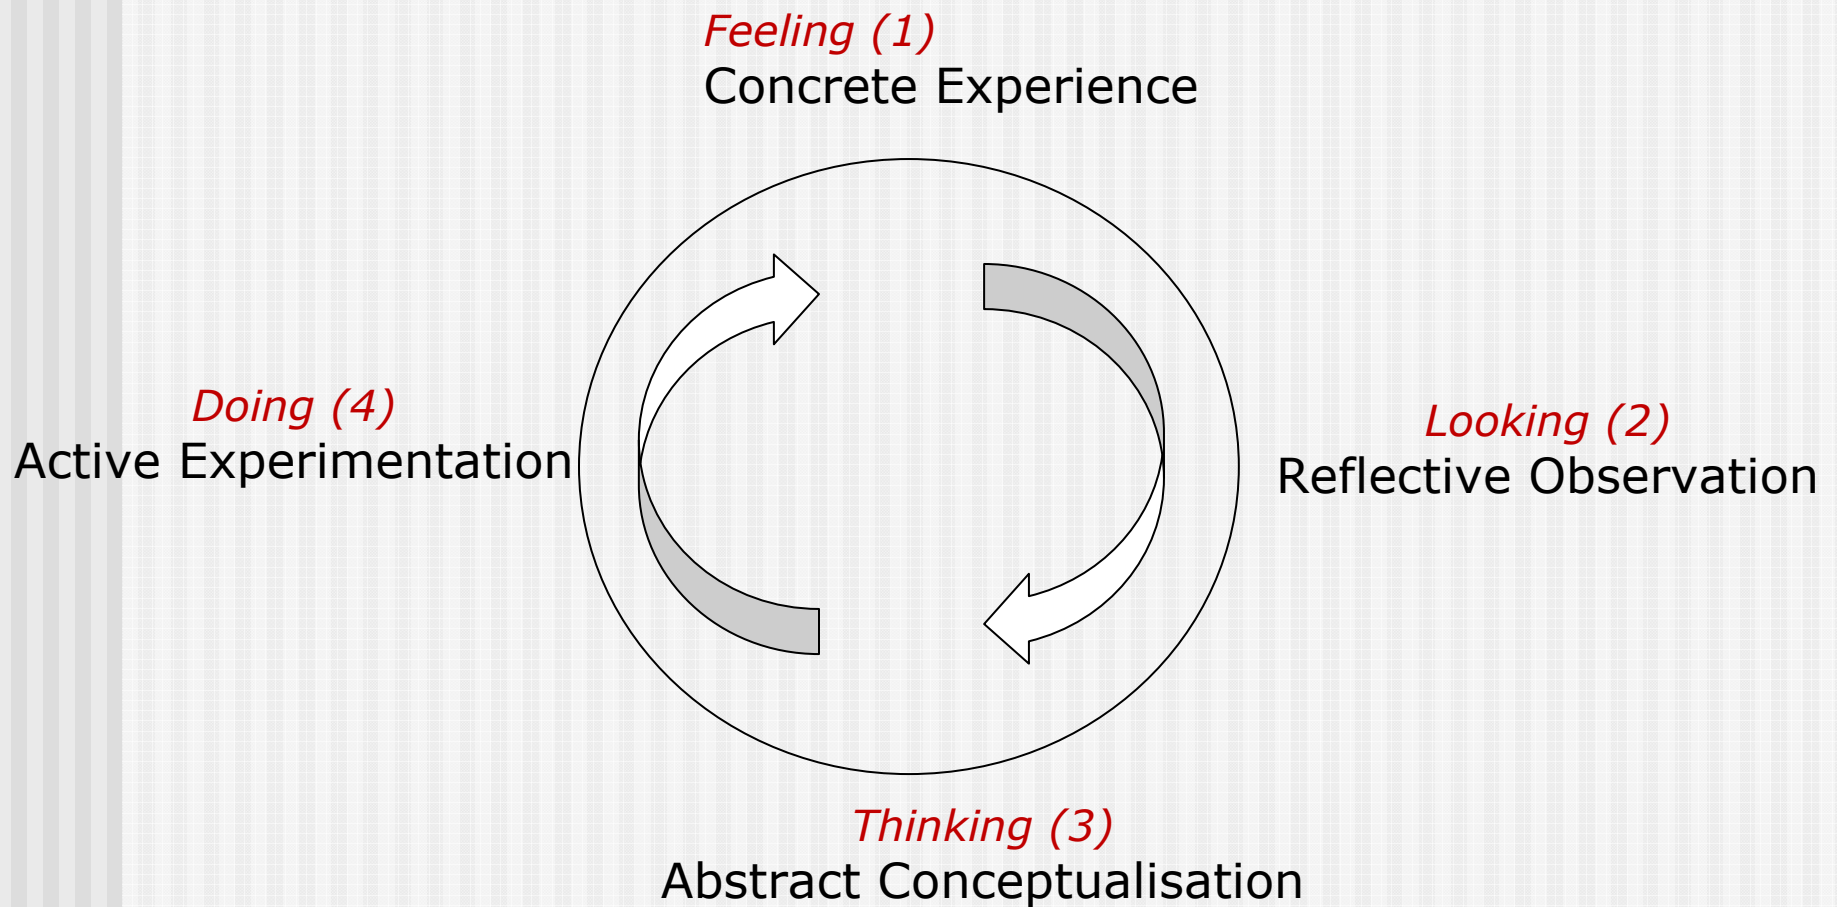 Feeling (1)
Concrete Experience
Doing (4)
Active Experimentation
Looking (2)
Reflective Observation
Thinking (3)
Abstract Conceptualisation